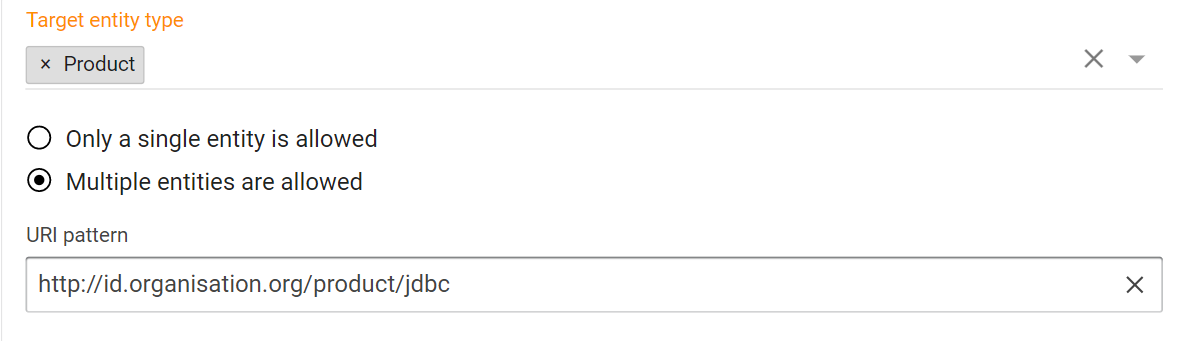 Target entity type
× Product
Only a single entity is allowed
Multiple entities are allowed
URI pattern
http://id.organisation.org/product/jdbc